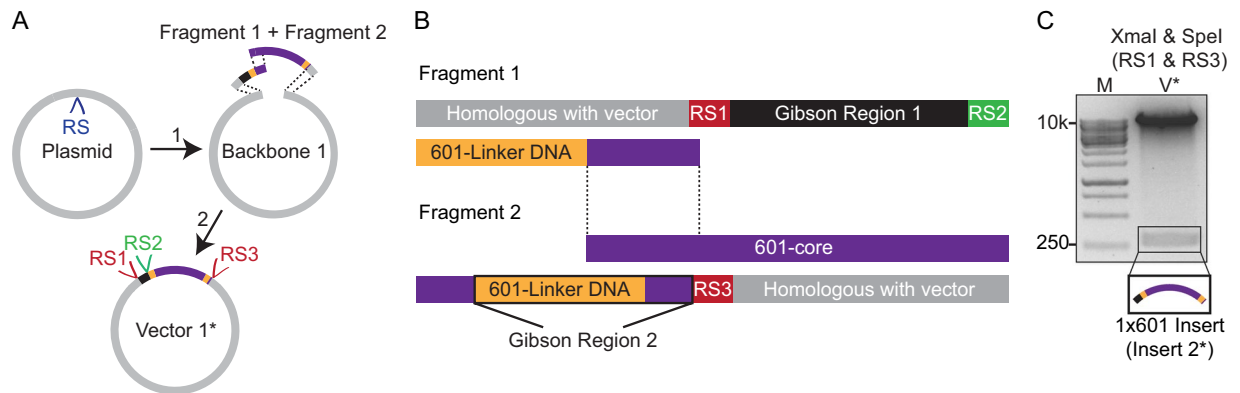 A
Fragment 1 + Fragment 2
RS
Plasmid
1
Backbone 1
2
RS1
RS2
RS3
Vector 1*
B
Fragment 1
Homologous with vector
RS1
Gibson Region 1
RS2
601-Linker DNA
Fragment 2
601-core
601-Linker DNA
RS3
Homologous with vector
Gibson Region 2
C
XmaI & SpeI
(RS1 & RS3)
M
V*
10k
250
1x601 Insert
(Insert 2*)